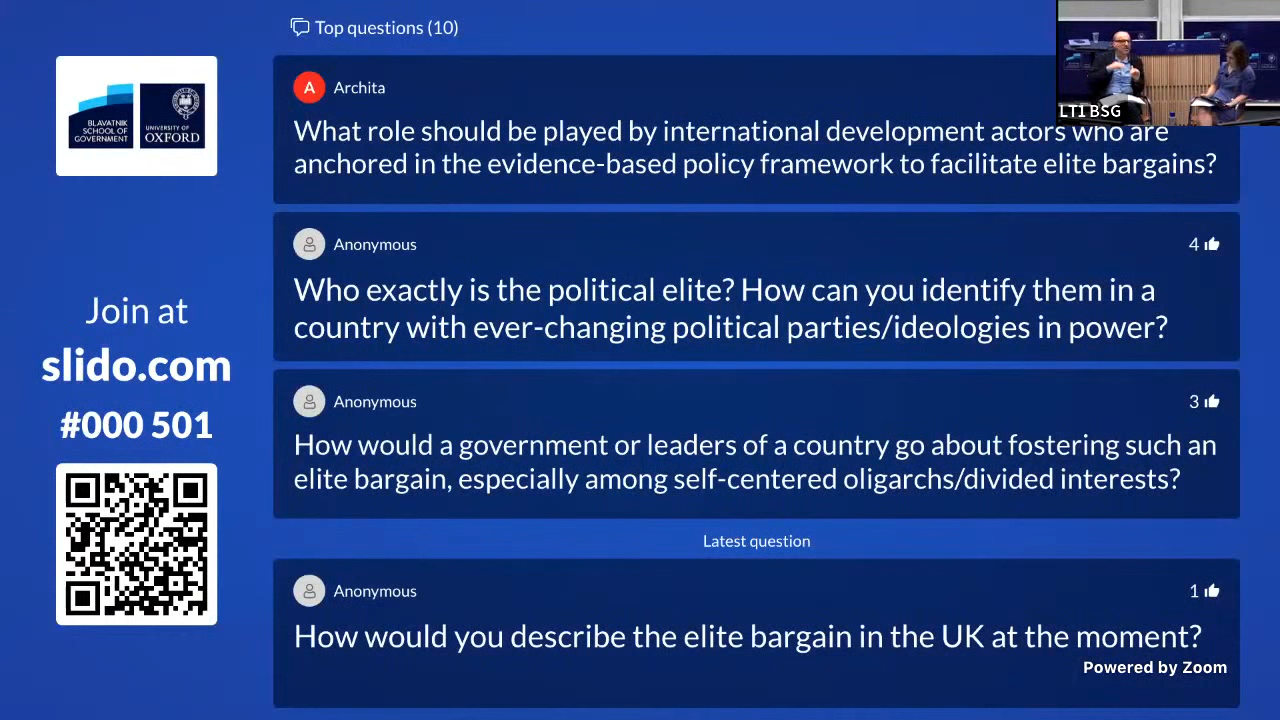 Top questions (10)
BLAVATNIK
SCHOOL OF
GOVERNMENT
UNIVERSITY OF
OXFORD
Join at
slido.com
#000 501
A
Archita
What role should be played by international development actors who are
anchored in the evidence-based policy framework to facilitate elite bargains?
Anonymous
4
Who exactly is the political elite? How can you identify them in a
country with ever-changing political parties/ideologies in power?
Anonymous
3
How would a government or leaders of a country go about fostering such an
elite bargain, especially among self-centered oligarchs/divided interests?
Latest question
Anonymous
1
How would you describe the elite bargain in the UK at the moment?
Powered by Zoom
LT1 BSG